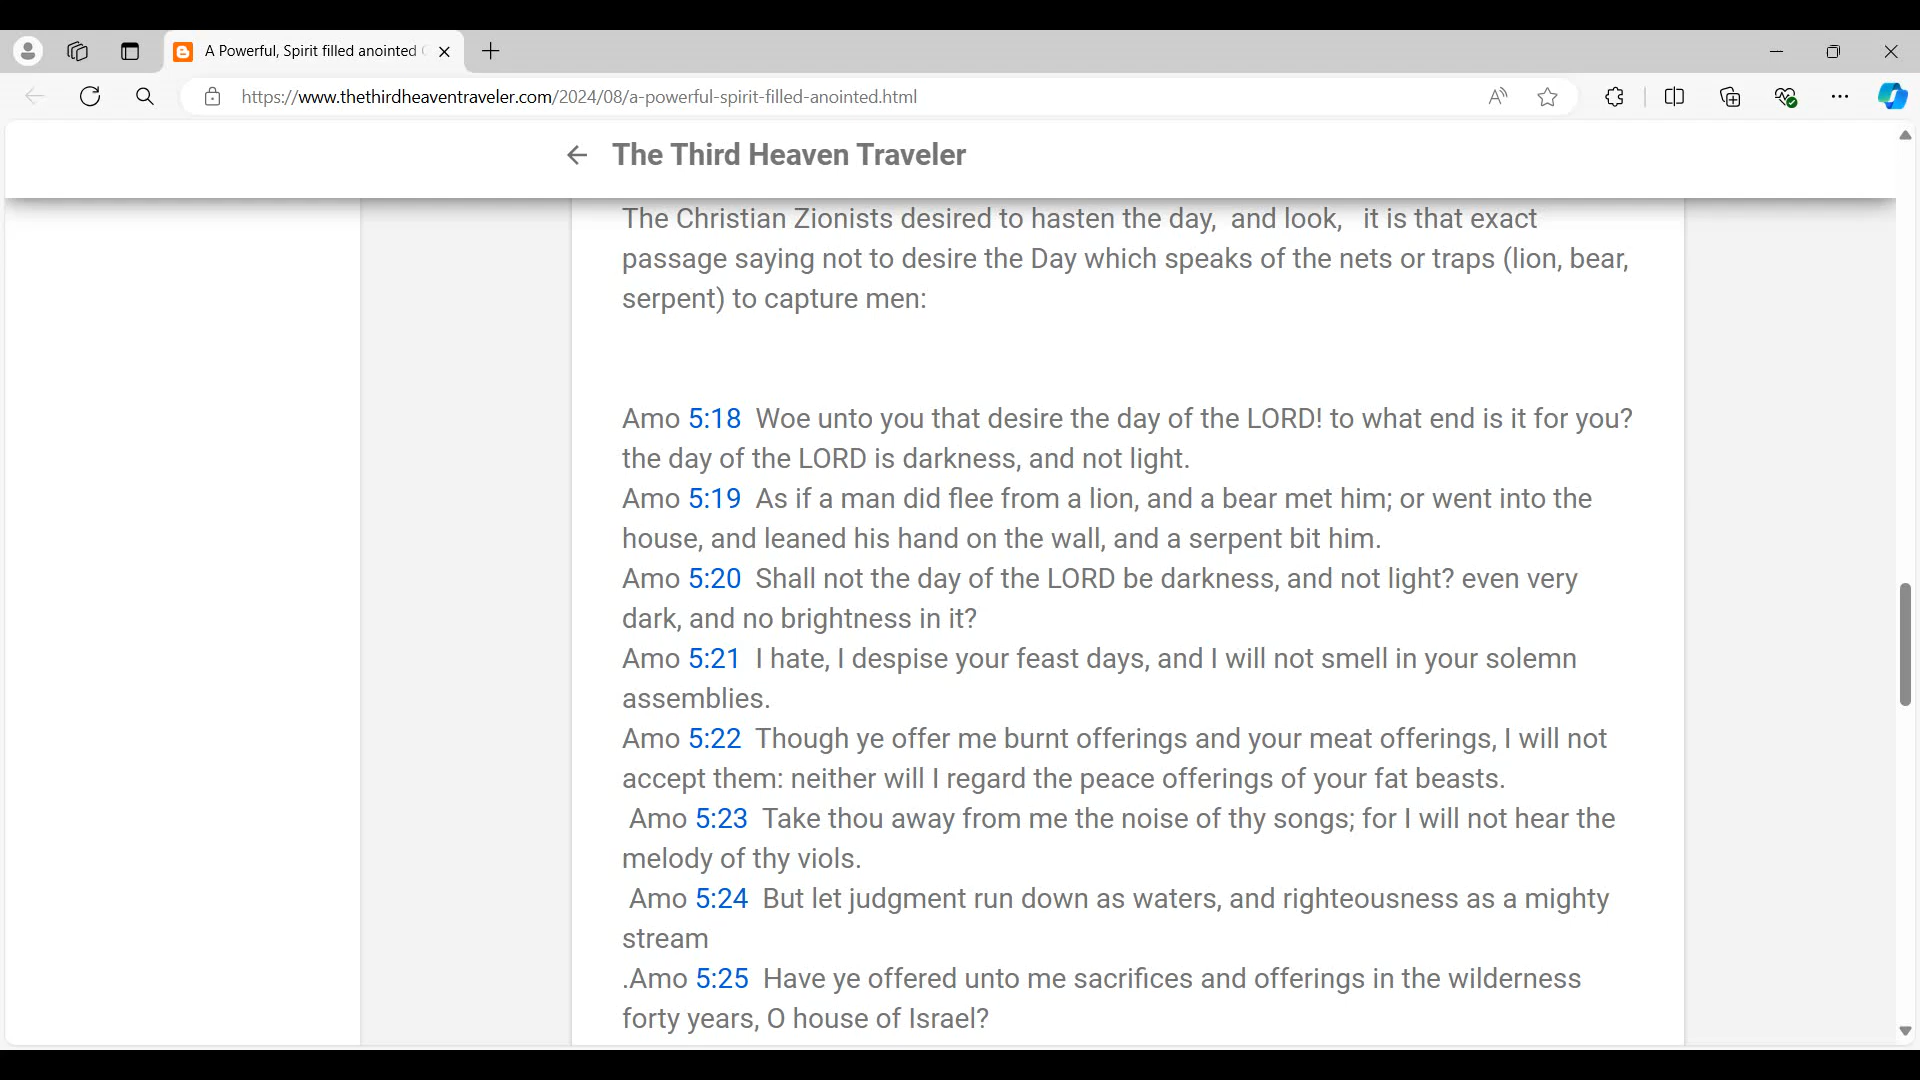 A Powerful, Spirit filled anointed
https://www.thethirdheaventraveler.com/2024/08/a-powerful-spirit-filled-anointed.html
The Third Heaven Traveler
The Christian Zionists desired to hasten the day,  and look,   it is that exact
passage saying not to desire the Day which speaks of the nets or traps (lion, bear,
serpent) to capture men:
Amo 5:18  Woe unto you that desire the day of the LORD! to what end is it for you?
the day of the LORD is darkness, and not light.
Amo 5:19  As if a man did flee from a lion, and a bear met him; or went into the
house, and leaned his hand on the wall, and a serpent bit him.
Amo 5:20  Shall not the day of the LORD be darkness, and not light? even very
dark, and no brightness in it?
Amo 5:21  I hate, I despise your feast days, and I will not smell in your solemn
assemblies.
Amo 5:22  Though ye offer me burnt offerings and your meat offerings, I will not
accept them: neither will I regard the peace offerings of your fat beasts.
Amo 5:23  Take thou away from me the noise of thy songs; for I will not hear the
melody of thy viols.
Amo 5:24  But let judgment run down as waters, and righteousness as a mighty
stream
.Amo 5:25  Have ye offered unto me sacrifices and offerings in the wilderness
forty years, O house of Israel?